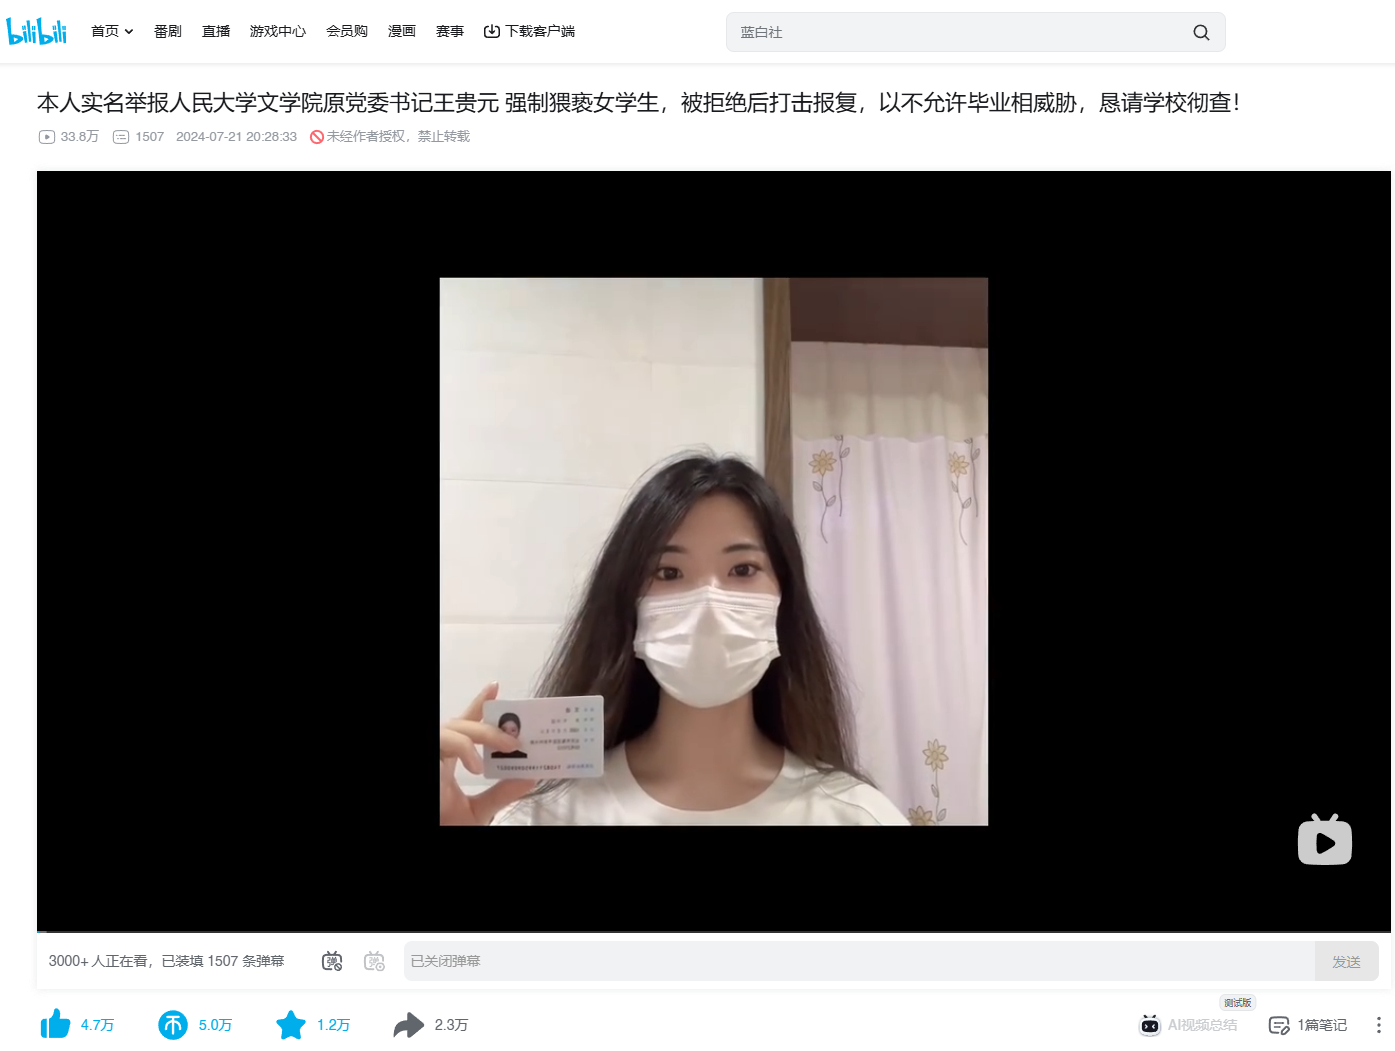 bilibili 首页 番剧 直播 游戏中心 会员购 漫画 赛事 下载客户端 蓝白社
本人实名举报人民大学文学院原党委书记王贵元 强制猥亵女学生，被拒绝后打击报复，以不允许毕业相威胁，恳请学校彻查！
33.8万 1507 2024-07-21 20:28:33 未经作者授权，禁止转载
3000+ 人正在看，已装填 1507 条弹幕 弹 弹 已关闭弹幕 发送
测试版
4.7万 5.0万 1.2万 2.3万 AI视频总结 1篇笔记